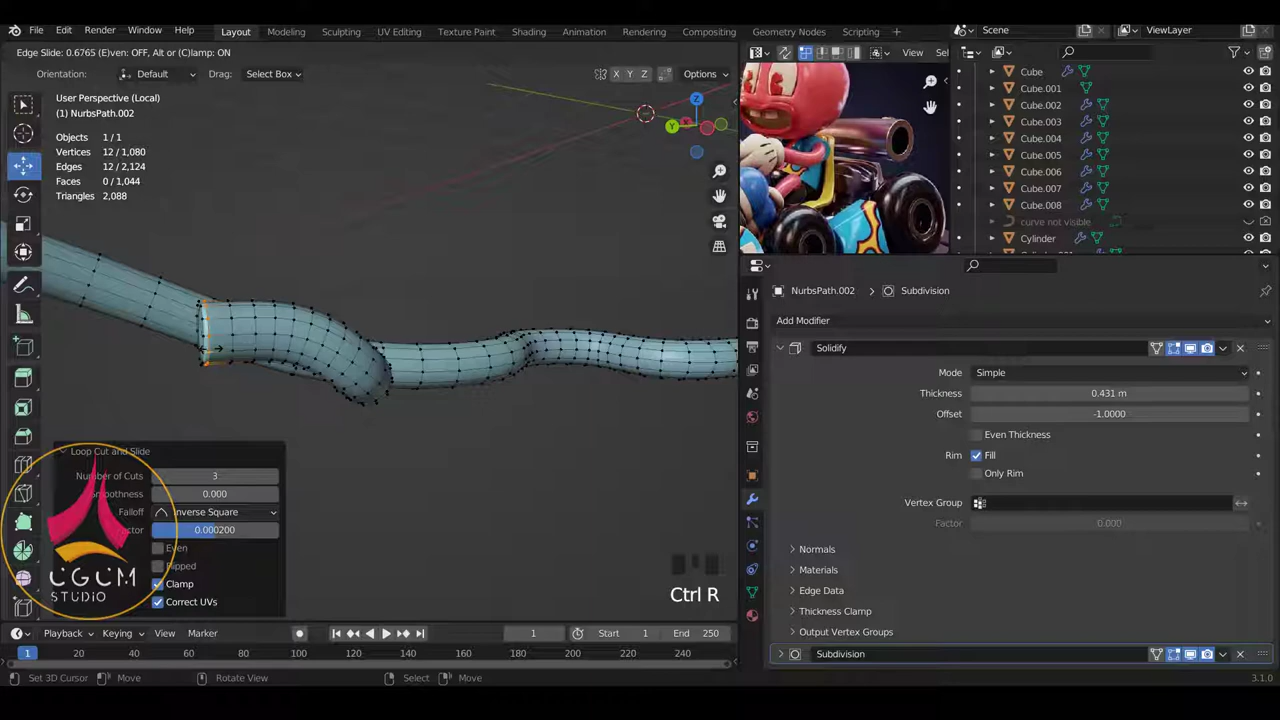 File Edit Render Window Help Layout Modeling Sculpting UV Editing Texture Paint Shading Animation Rendering Compositing Scripting + Scene ViewLayer
Edge Slide: 0.6765 (E)ven: OFF, Alt or (C)lamp: ON
View
Orientation: Default Drag: Select Box X Y Z Options
User Perspective (Local)
(1) NurbsPath.002
Objects 1/1
Vertices 12/1,080
Edges 12/2,124
Faces 0/1,044
Triangles 2,088
Z
Y
Cube
Cube.001
Cube.002
Cube.003
Cube.004
Cube.005
Cube.006
Cube.007
Cube.008
curve not visible
Cylinder
NurbsPath.002 > Subdivision
Add Modifier
Solidify
Mode Simple
Thickness 0.431 m
Offset -1.0000
Even Thickness
Rim Fill
Only Rim
Vertex Group
Factor 0.000
Normals
Materials
Edge Data
Thickness Clamp
Output Vertex Groups
Subdivision
Loop Cut and Slide
Number of Cuts 3
Smoothness 0.000
Falloff Inverse Square
0.000200
Even
Clamp
Correct UVs
CGCM
STUDIO
Ctrl R
Playback Keying View Marker 1 Start 1 End 250
1 20 40 60 80 100 120 140 160 180 200 220 240
Set 3D Cursor Move Rotate View Select Move 3.1.0